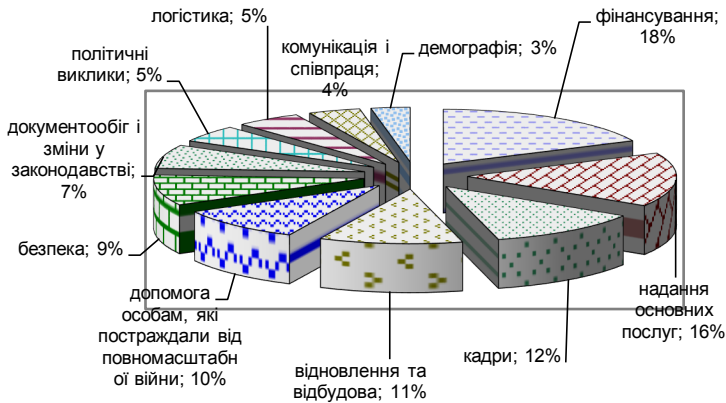 логістика; 5%
фінансування;
18%
комунікація і
співпраця;
4%
демографія; 3%
політичні
виклики; 5%
документообіг і
зміни у
законодавстві;
7%
безпека; 9%
допомога
особам, які
постраждали від
повномасштабн
ої війни; 10%
відновлення та
відбудова; 11%
кадри; 12%
надання
основних
послуг; 16%